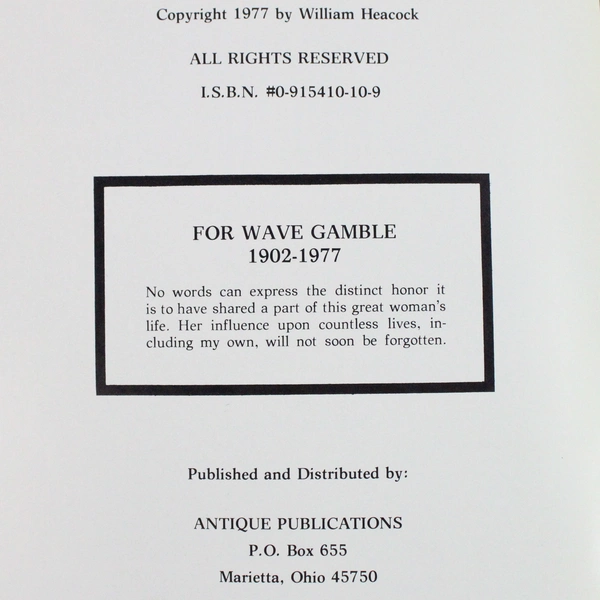 Copyright 1977 by William Heacock
ALL RIGHTS RESERVED
I.S.B.N. #0-915410-10-9
FOR WAVE GAMBLE
1902-1977
No words can express the distinct honor it
is to have shared a part of this great woman's
life. Her influence upon countless lives, in-
cluding my own, will not soon be forgotten.
Published and Distributed by:
ANTIQUE PUBLICATIONS
P.O. Box 655
Marietta, Ohio 45750